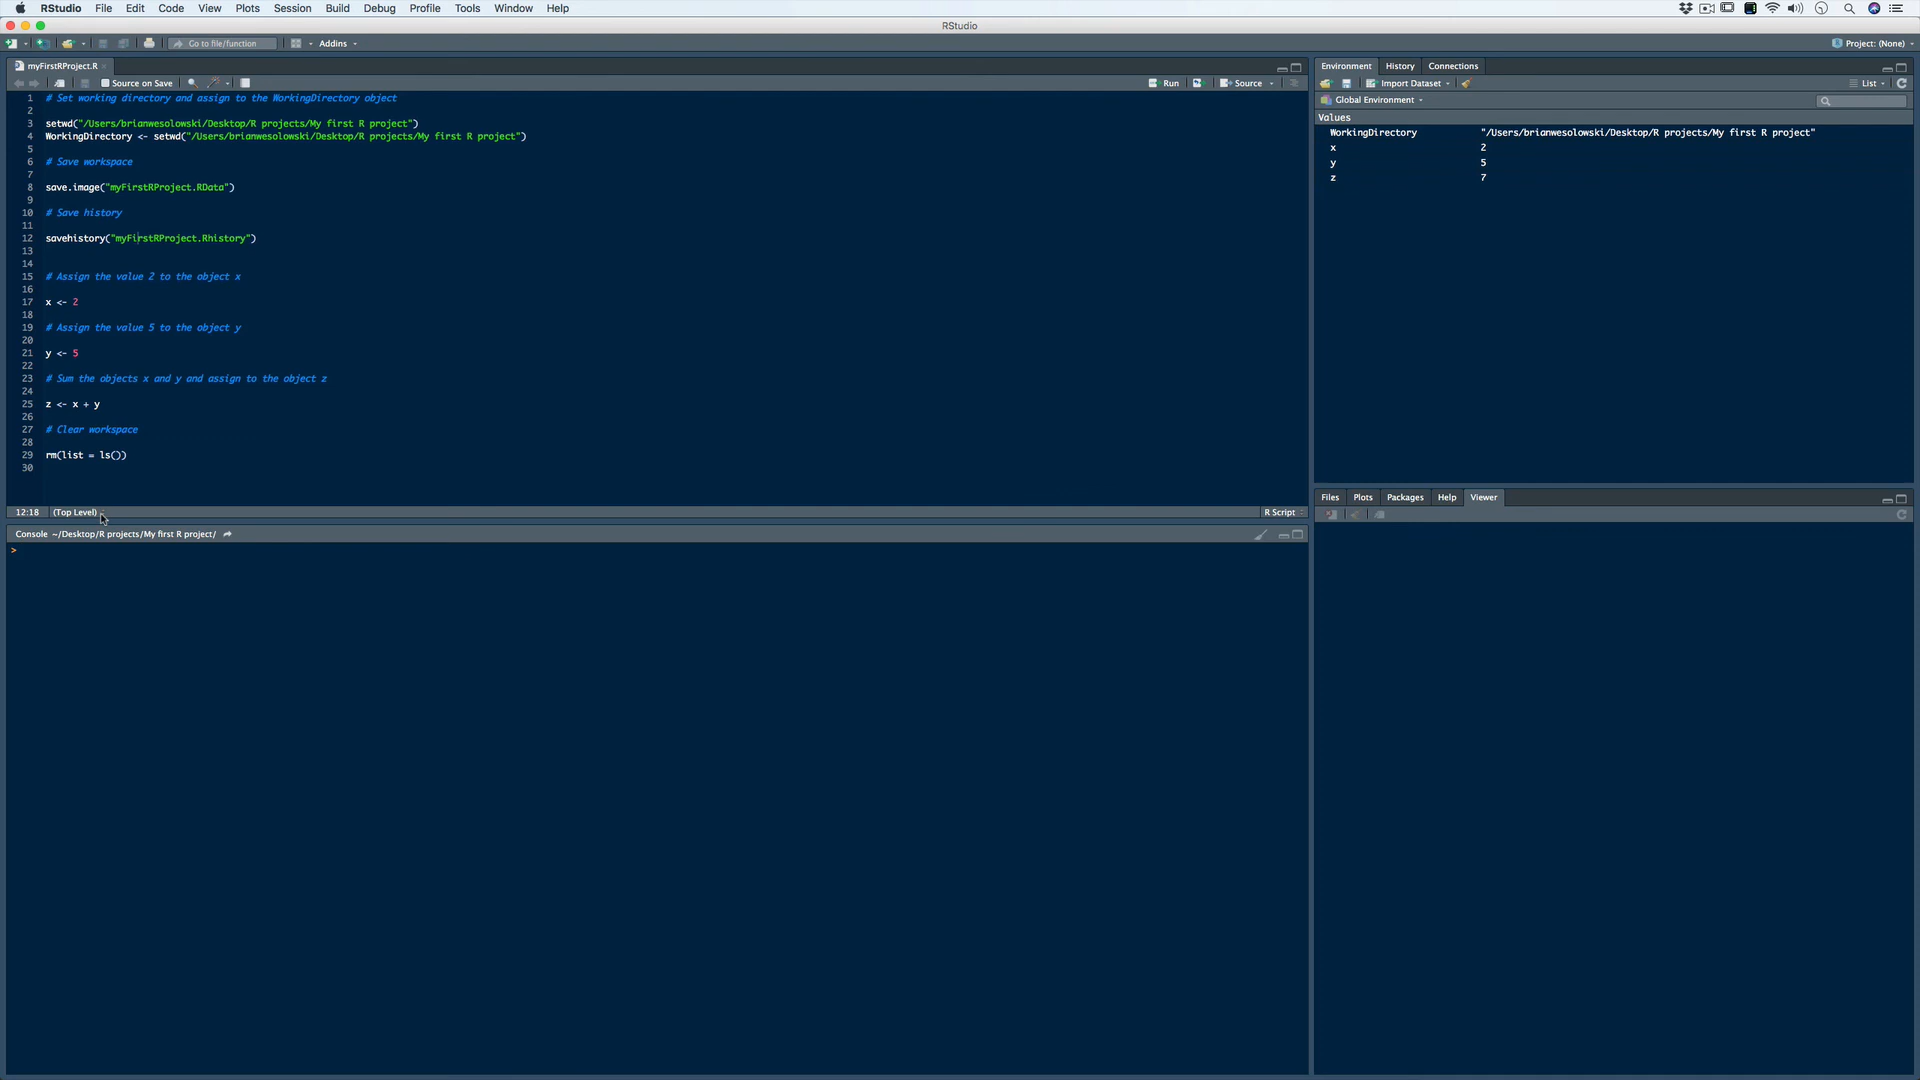 RStudio File Edit Code View Plots Session Build Debug Profile Tools Window Help
RStudio
Go to file/function Addins Project: (None)
myFirstRProject.R
Source on Save Run Source
1 # Set working directory and assign to the WorkingDirectory object
2
3 setwd("/Users/brianwesolowski/Desktop/R projects/My first R project")
4 WorkingDirectory <- setwd("/Users/brianwesolowski/Desktop/R projects/My first R project")
5
6 # Save workspace
7
8 save.image("myFirstRProject.RData")
9
10 # Save history
11
12 savehistory("myFirstRProject.Rhistory")
13
14
15 # Assign the value 2 to the object x
16
17 x <- 2
18
19 # Assign the value 5 to the object y
20
21 y <- 5
22
23 # Sum the objects x and y and assign to the object z
24
25 z <- x + y
26
27 # Clear workspace
28
29 rm(list = ls())
30
12:18 (Top Level) R Script
Console ~/Desktop/R projects/My first R project/
>
Environment History Connections
Import Dataset List
Global Environment
Values
WorkingDirectory "/Users/brianwesolowski/Desktop/R projects/My first R project"
x 2
y 5
z 7
Files Plots Packages Help Viewer